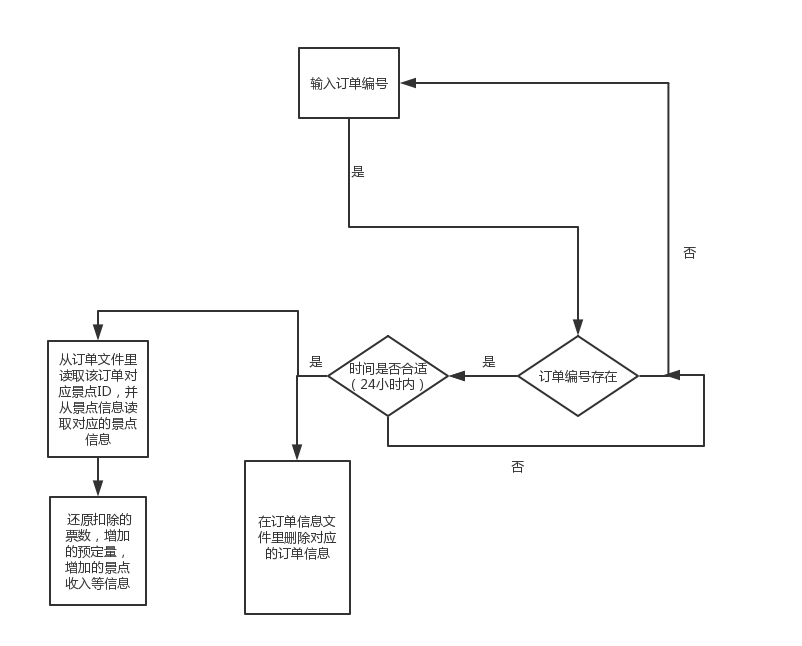 输入订单编号
是
否
从订单文件里
读取该订单对
应景点ID，并
从景点信息读
取对应的景点
信息
是
时间是否合适
（24小时内）
是
订单编号存在
否
还原扣除的
票数，增加
的预定量，
增加的景点
收入等信息
在订单信息文
件里删除对应
的订单信息